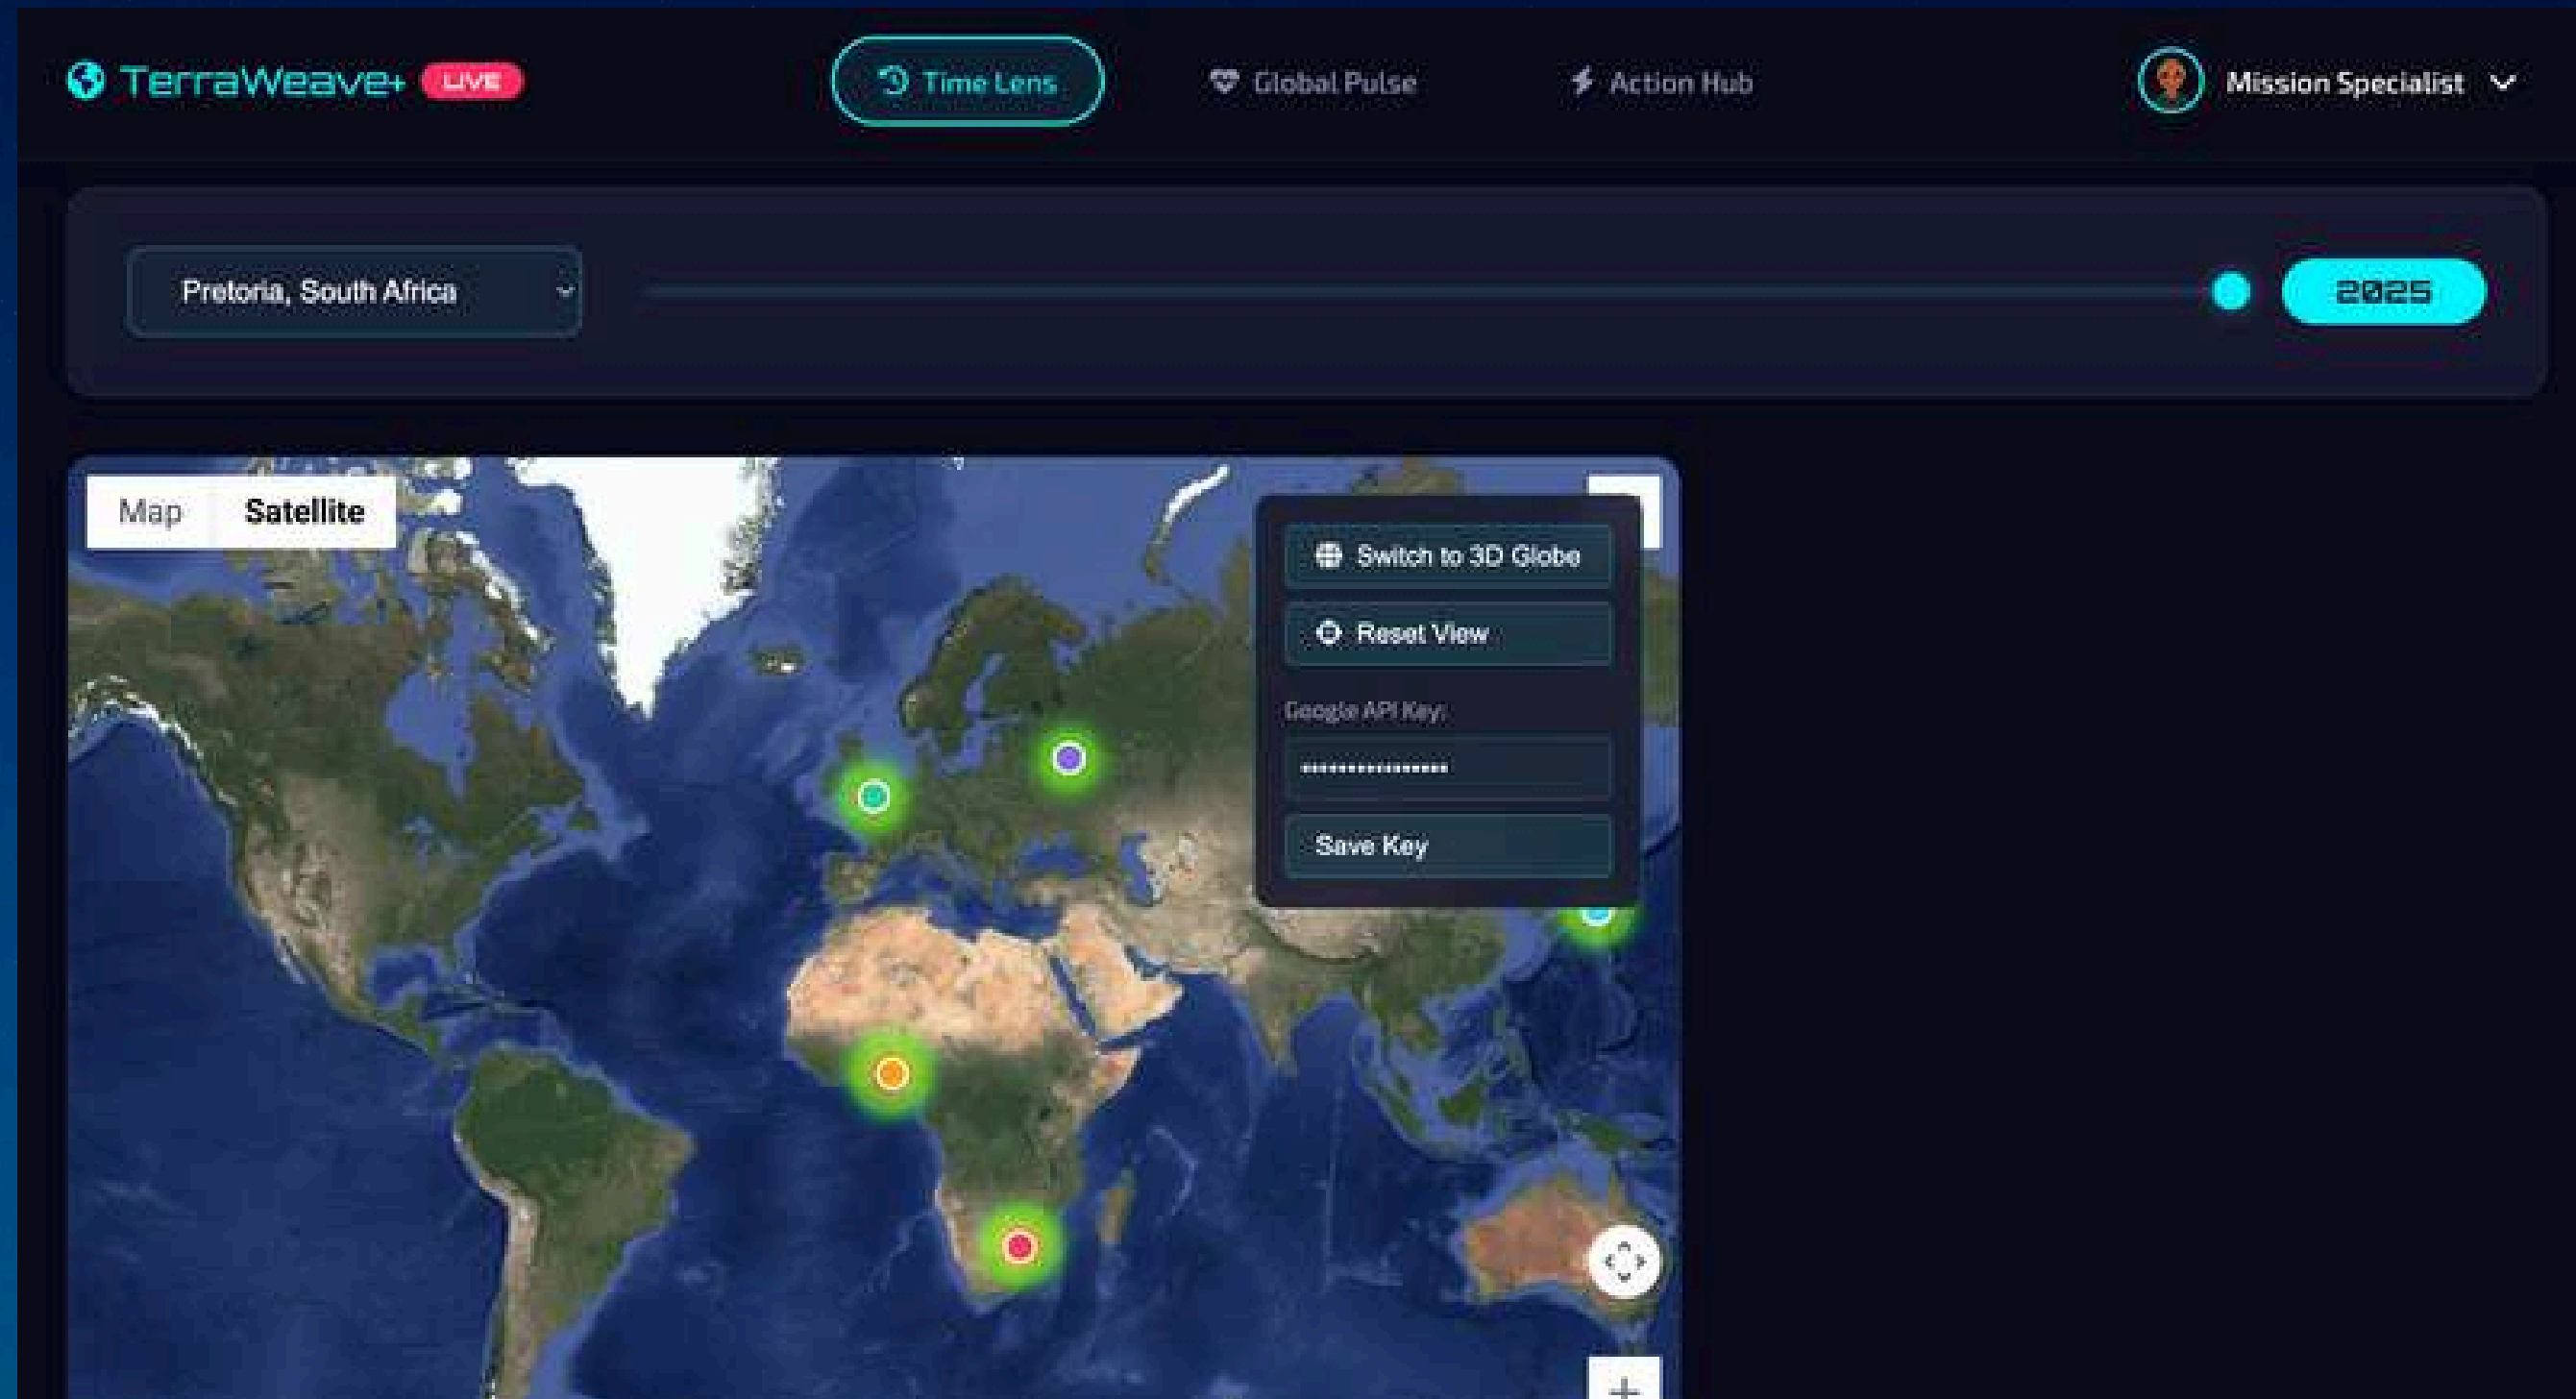 TerraWeave+ LIVE
Time Lens
Global Pulse
Action Hub
Mission Specialist
Pretoria, South Africa
2025
Map Satellite
Switch to 3D Globe
Reset View
Google API Key:
••••••••••••••••
Save Key